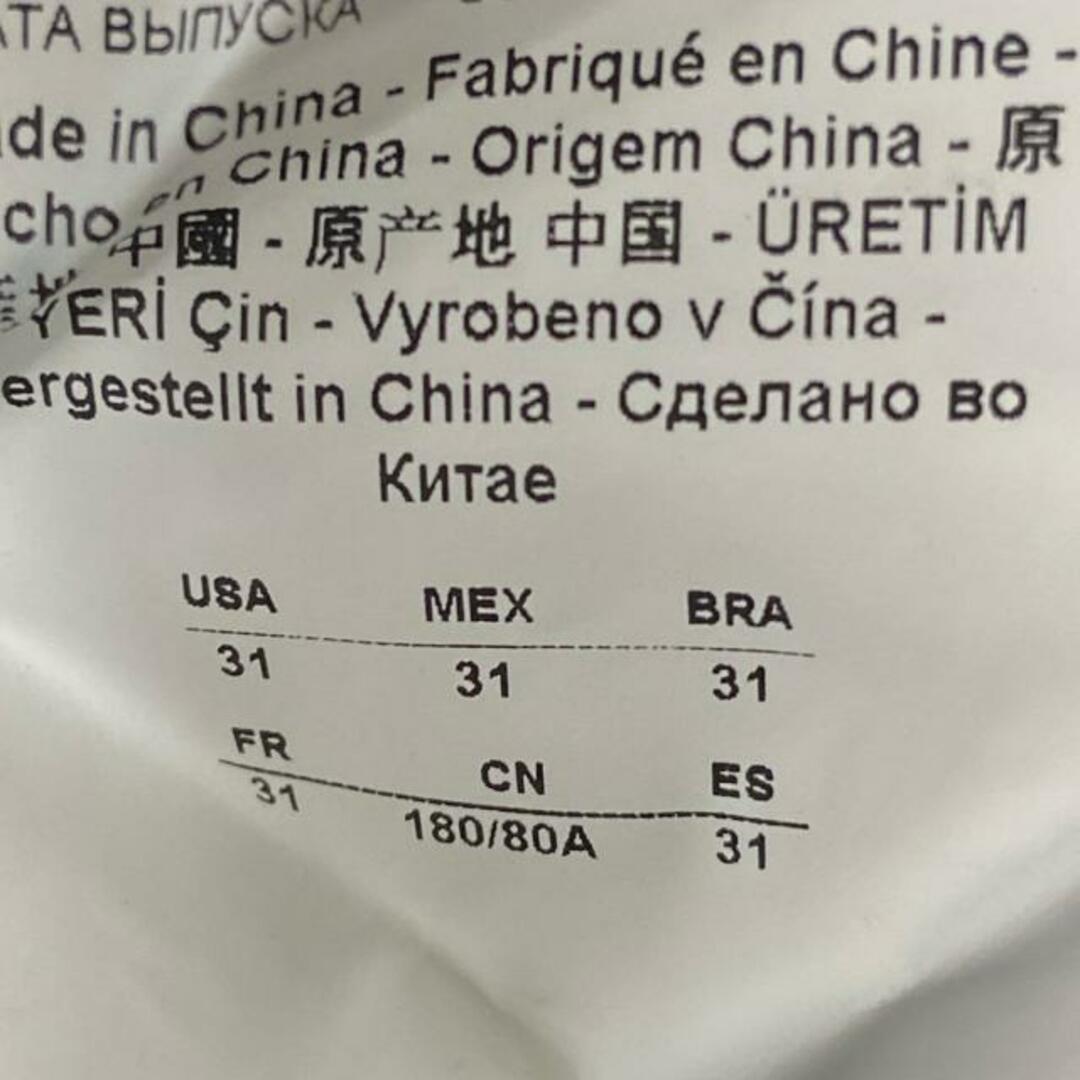 АТА ВЫПУСКА
de in China - Fabriqué en Chine -
cho en China - Origem China - 原
中國 - 原产地 中国 - ÜRETİM
YERİ Çin - Vyrobeno v Čína -
ergestellt in China - Сделано во
Китае
USA MEX BRA
31 31 31
FR CN ES
31 180/80A 31